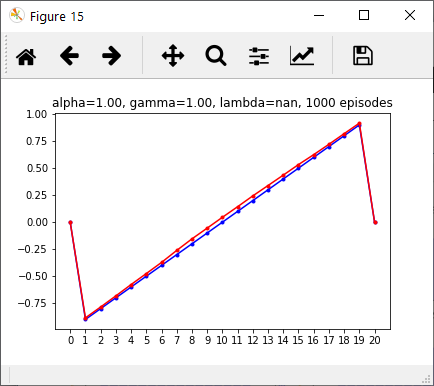 Figure 15
alpha=1.00, gamma=1.00, lambda=nan, 1000 episodes
1.00
0.75
0.50
0.25
0.00
−0.25
−0.50
−0.75
0 1 2 3 4 5 6 7 8 9 10 11 12 13 14 15 16 17 18 19 20